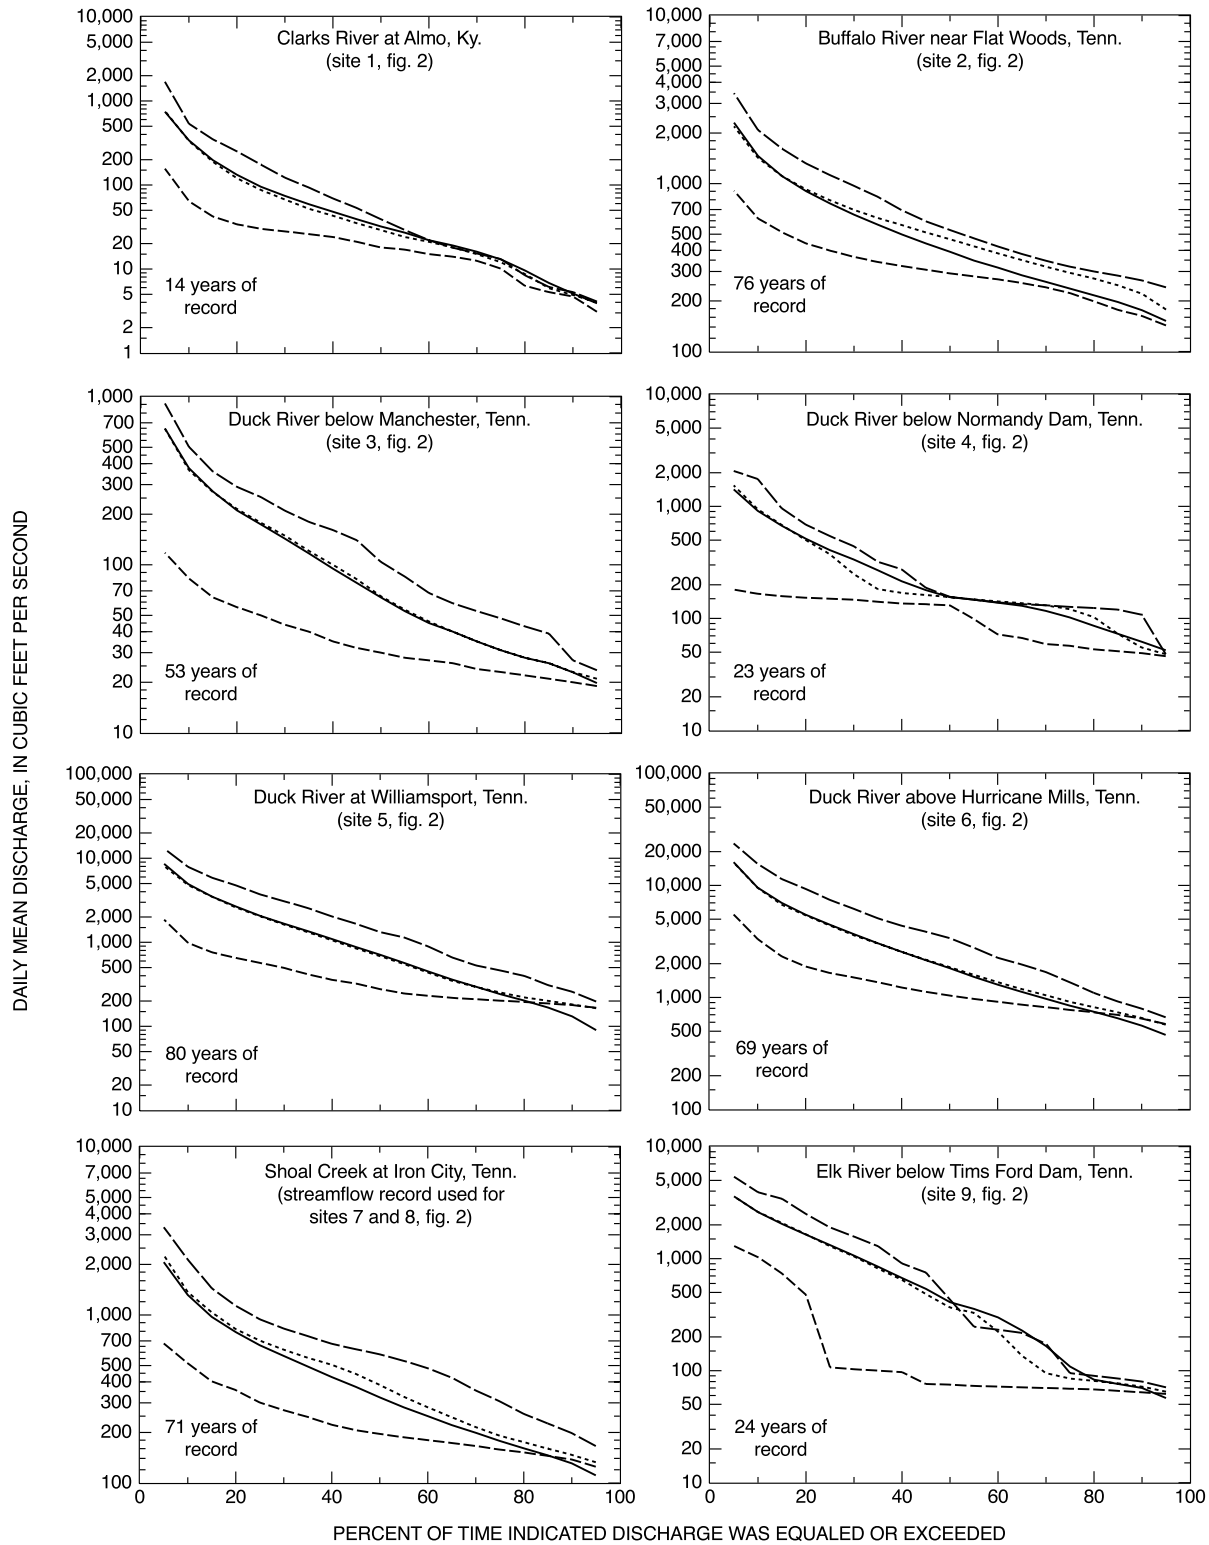 DAILY MEAN DISCHARGE, IN CUBIC FEET PER SECOND
Clarks River at Almo, Ky.
(site 1, fig. 2)
10,000
5,000
2,000
1,000
500
200
100
50
20
10
5
2
1
14 years of
record
Buffalo River near Flat Woods, Tenn.
(site 2, fig. 2)
10,000
7,000
5,000
4,000
3,000
2,000
1,000
700
500
400
300
200
100
76 years of
record
Duck River below Manchester, Tenn.
(site 3, fig. 2)
1,000
700
500
400
300
200
100
70
50
40
30
20
10
53 years of
record
Duck River below Normandy Dam, Tenn.
(site 4, fig. 2)
10,000
5,000
2,000
1,000
500
200
100
50
20
10
23 years of
record
Duck River at Williamsport, Tenn.
(site 5, fig. 2)
100,000
50,000
20,000
10,000
5,000
2,000
1,000
500
200
100
50
20
10
80 years of
record
Duck River above Hurricane Mills, Tenn.
(site 6, fig. 2)
100,000
50,000
20,000
10,000
5,000
2,000
1,000
500
200
100
69 years of
record
Shoal Creek at Iron City, Tenn.
(streamflow record used for
sites 7 and 8, fig. 2)
10,000
7,000
5,000
4,000
3,000
2,000
1,000
700
500
400
300
200
100
71 years of
record
0 20 40 60 80 100
Elk River below Tims Ford Dam, Tenn.
(site 9, fig. 2)
10,000
5,000
2,000
1,000
500
200
100
50
20
10
24 years of
record
0 20 40 60 80 100
PERCENT OF TIME INDICATED DISCHARGE WAS EQUALED OR EXCEEDED